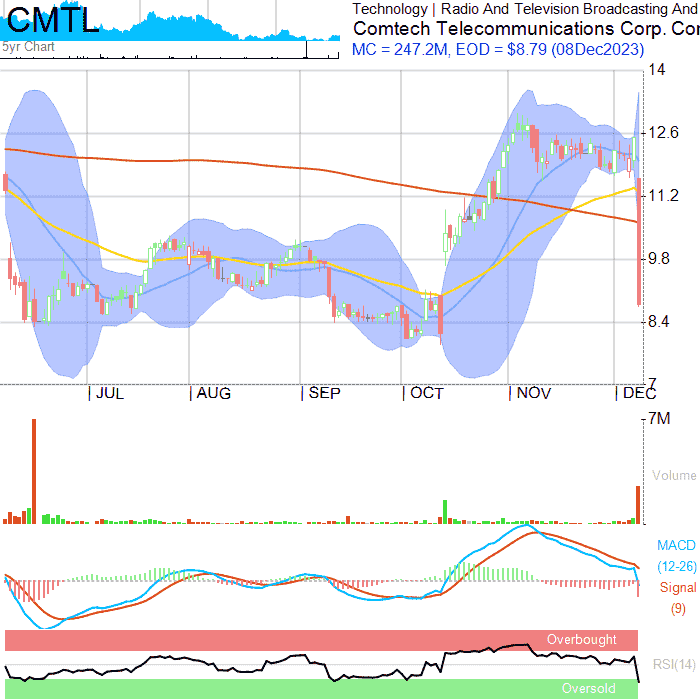 CMTL
5yr Chart
Technology | Radio And Television Broadcasting And
Comtech Telecommunications Corp. Co
MC = 247.2M, EOD = $8.79 (08Dec2023)
14
12.6
11.2
9.8
8.4
7
JUL AUG SEP OCT NOV DEC
7M
Volume
MACD
(12-26)
Signal
(9)
Overbought
RSI(14)
Oversold